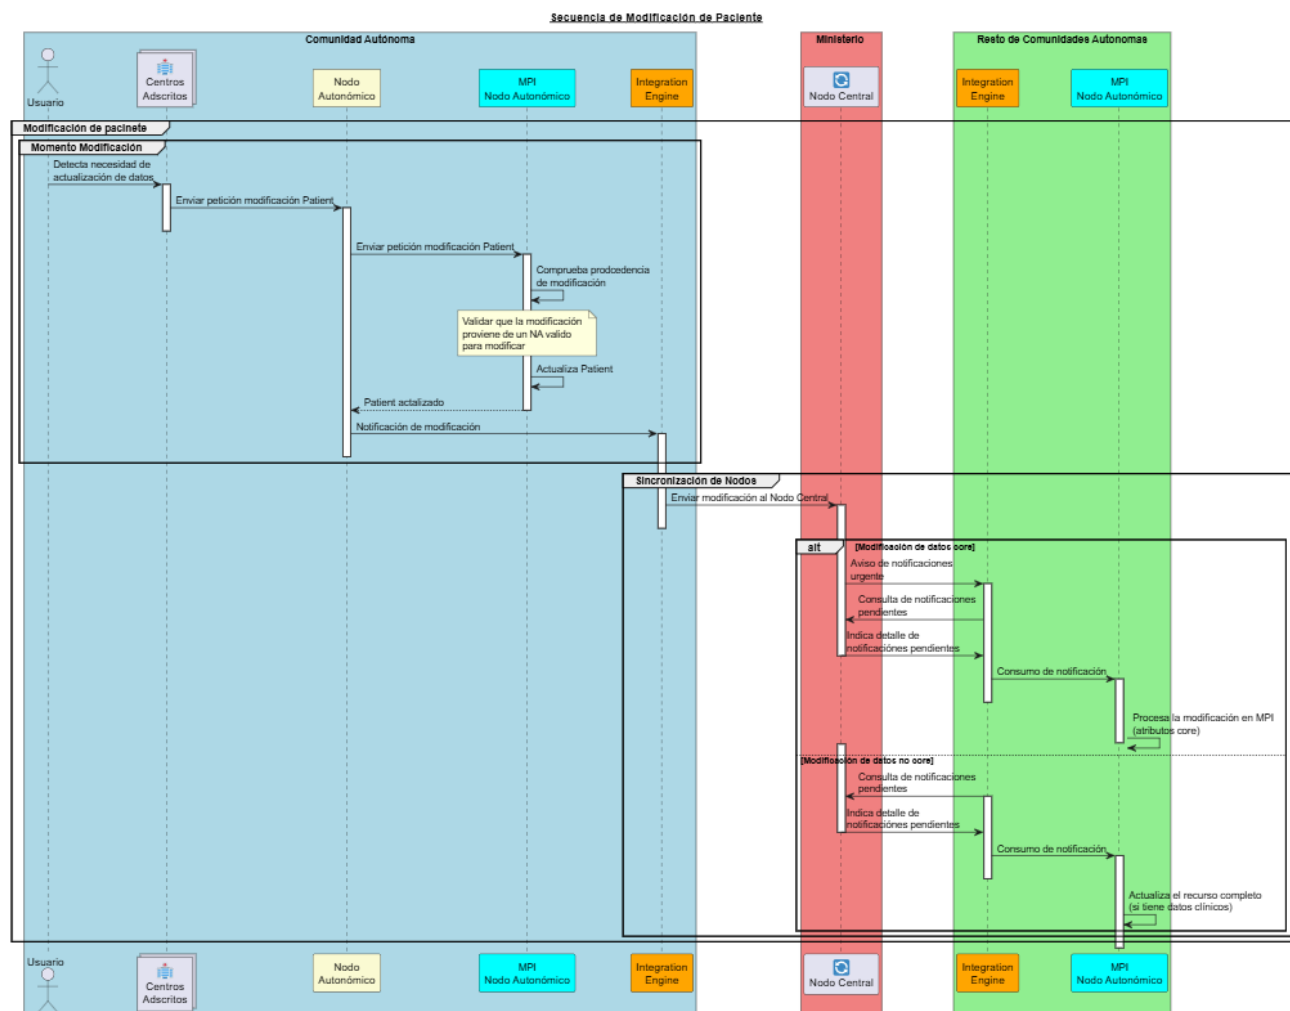 Secuencia de Modificación de Paciente
Comunidad Autónoma
Ministerio
Resto de Comunidades Autonomas
Usuario
Centros
Adscritos
Nodo
Autonómico
MPI
Nodo Autonómico
Integration
Engine
Nodo Central
Integration
Engine
MPI
Nodo Autonómico
Modificación de pacinete
Momento Modificación
Detecta necesidad de
actualización de datos
Enviar petición modificación Patient
Enviar petición modificación Patient
Comprueba prodcedencia
de modificación
Validar que la modificación
proviene de un NA valido
para modificar
Actualiza Patient
Patient actalizado
Notificación de modificación
Sincronización de Nodos
Enviar modificación al Nodo Central
alt
[Modificación de datos core]
Aviso de notificaciones
urgente
Consulta de notificaciones
pendientes
Indica detalle de
notificaciónes pendientes
Consumo de notificación
Procesa la modificación en MPI
(atributos core)
[Modificación de datos no core]
Consulta de notificaciones
pendientes
Indica detalle de
notificaciónes pendientes
Consumo de notificación
Actualiza el recurso completo
(si tiene datos clínicos)
Usuario
Centros
Adscritos
Nodo
Autonómico
MPI
Nodo Autonómico
Integration
Engine
Nodo Central
Integration
Engine
MPI
Nodo Autonómico